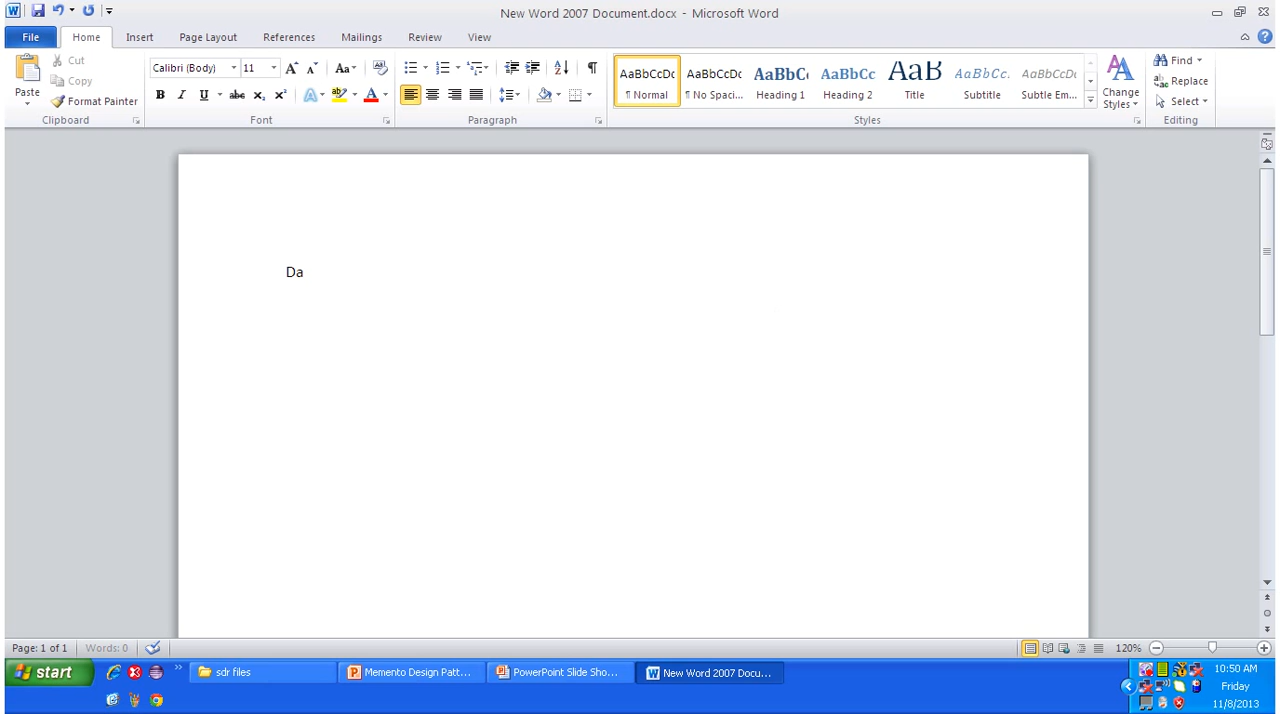 New Word 2007 Document.docx - Microsoft Word
File Home Insert Page Layout References Mailings Review View
Paste
Cut
Copy
Format Painter
Clipboard
Calibri (Body) 11
Font
Paragraph
AaBbCcDc AaBbCcDc AaBbC AaBbCc AaB AaBbCc. AaBbCcDc
¶ Normal ¶ No Spaci... Heading 1 Heading 2 Title Subtitle Subtle Em...
Styles
Change
Styles
Find
Replace
Select
Editing
Da
Page: 1 of 1 Words: 0 120%
start sdr files Memento Design Patt... PowerPoint Slide Sho... New Word 2007 Docu...
10:50 AM
Friday
11/8/2013